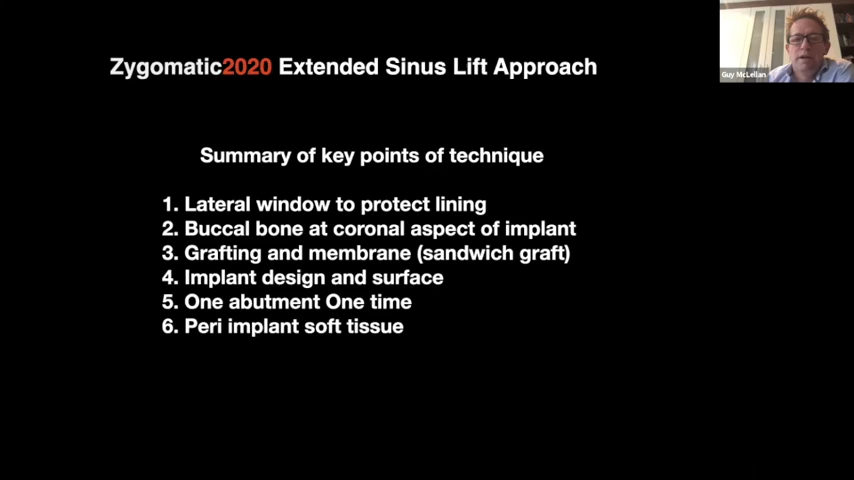 Zygomatic2020 Extended Sinus Lift Approach
Guy McLellan
Summary of key points of technique
1. Lateral window to protect lining
2. Buccal bone at coronal aspect of implant
3. Grafting and membrane (sandwich graft)
4. Implant design and surface
5. One abutment One time
6. Peri implant soft tissue